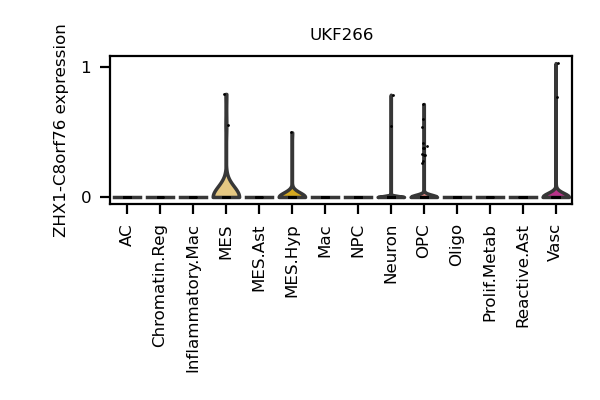 UKF266
ZHX1-C8orf76 expression
1
0
AC
Chromatin.Reg
Inflammatory.Mac
MES
MES.Ast
MES.Hyp
Mac
NPC
Neuron
OPC
Oligo
Prolif.Metab
Reactive.Ast
Vasc